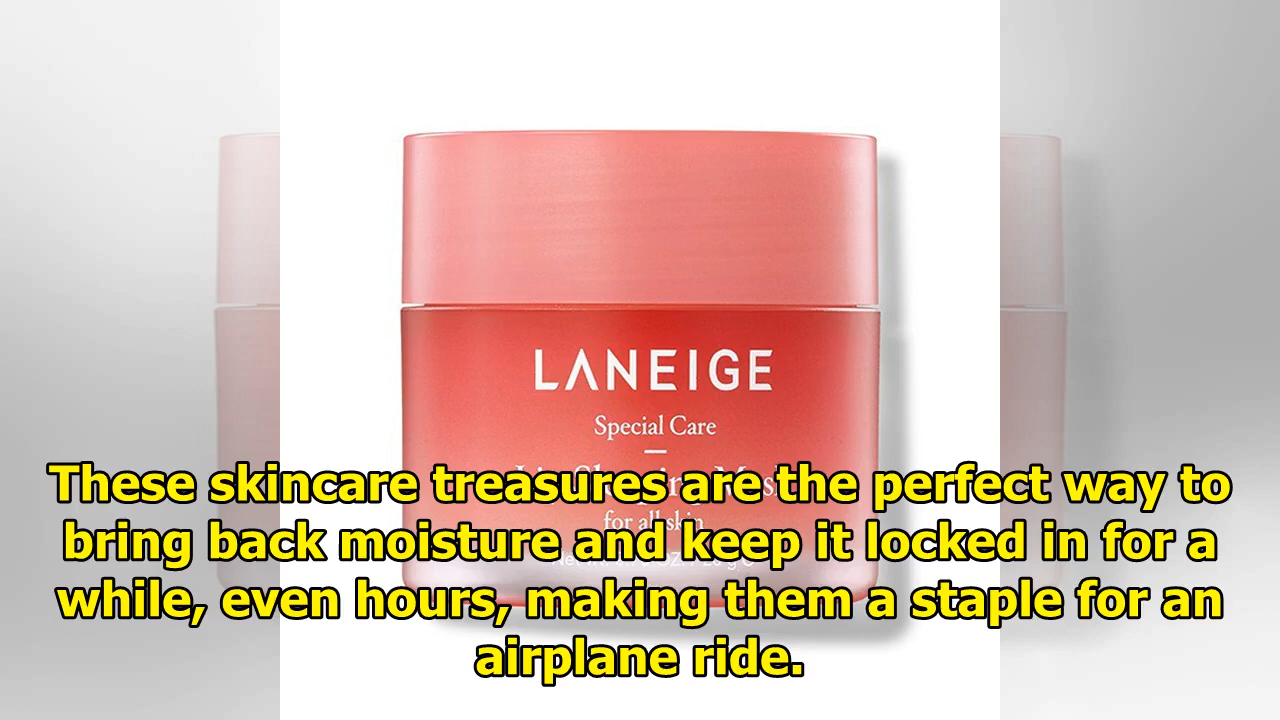 LANEIGE
Special Care
for all skin
These skincare treasures are the perfect way to
bring back moisture and keep it locked in for a
while, even hours, making them a staple for an
airplane ride.